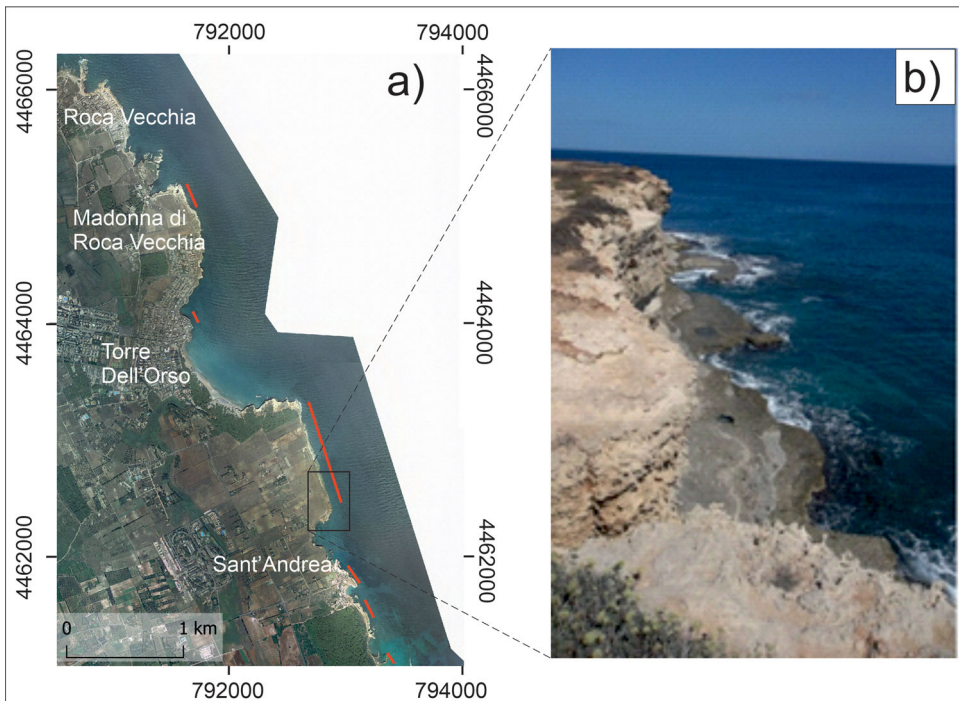 792000
794000
4466000
4466000
a)
b)
Roca Vecchia
Madonna di
Roca Vecchia
4464000
4464000
Torre
Dell'Orso
4462000
4462000
Sant'Andrea
0
1 km
792000
794000